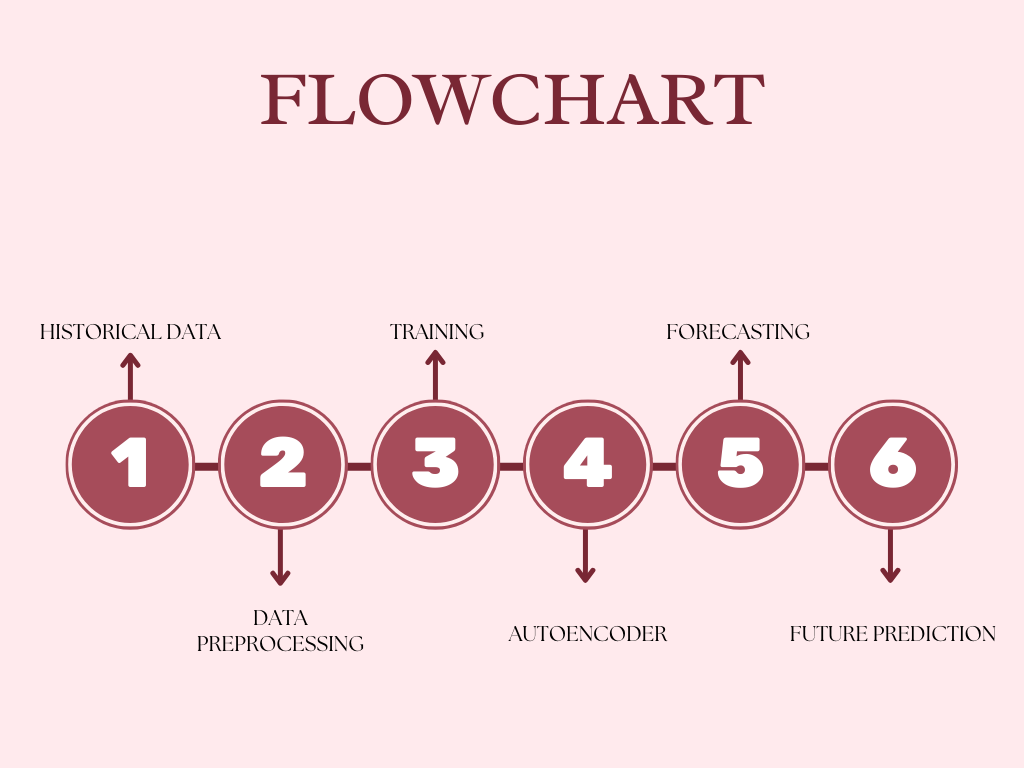 FLOWCHART
HISTORICAL DATA
TRAINING
FORECASTING
1
2
3
4
5
6
DATA
PREPROCESSING
AUTOENCODER
FUTURE PREDICTION